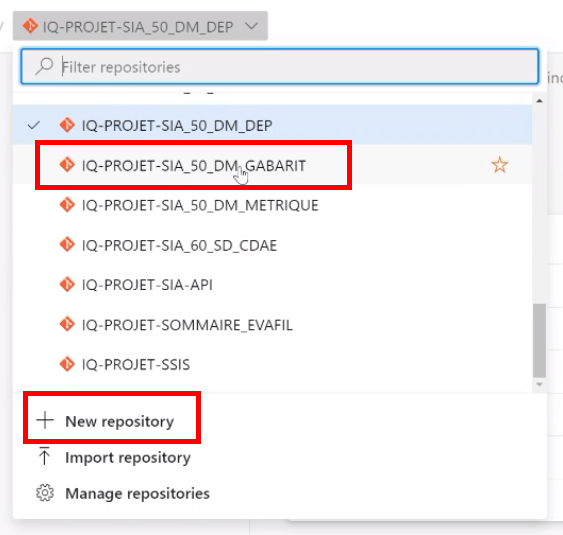 / IQ-PROJET-SIA_50_DM_DEP
Filter repositories
IQ-PROJET-SIA_50_DM_DEP
IQ-PROJET-SIA_50_DM_GABARIT
IQ-PROJET-SIA_50_DM_METRIQUE
IQ-PROJET-SIA_60_SD_CDAE
IQ-PROJET-SIA-API
IQ-PROJET-SOMMAIRE_EVAFIL
IQ-PROJET-SSIS
New repository
Import repository
Manage repositories